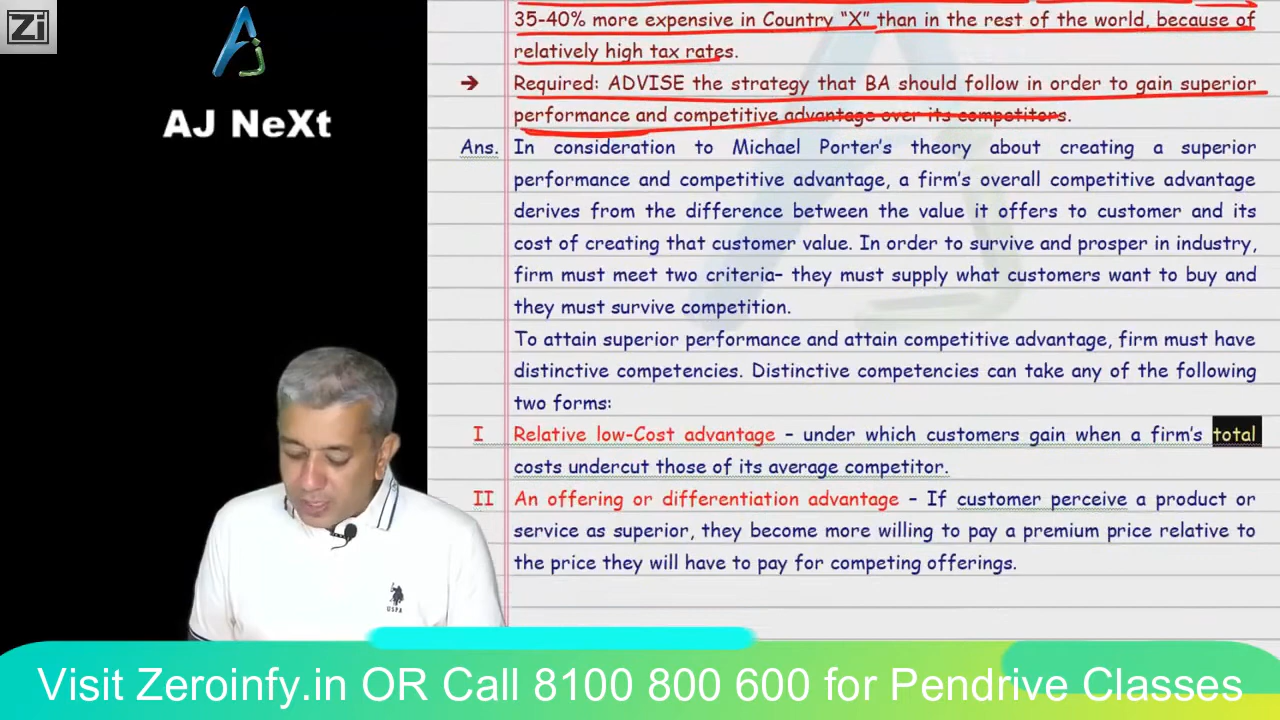 Zi
AJ NeXt
35-40% more expensive in Country “X” than in the rest of the world, because of
relatively high tax rates.
➔ Required: ADVISE the strategy that BA should follow in order to gain superior
performance and competitive advantage over its competitors.
Ans. In consideration to Michael Porter’s theory about creating a superior
performance and competitive advantage, a firm’s overall competitive advantage
derives from the difference between the value it offers to customer and its
cost of creating that customer value. In order to survive and prosper in industry,
firm must meet two criteria– they must supply what customers want to buy and
they must survive competition.
To attain superior performance and attain competitive advantage, firm must have
distinctive competencies. Distinctive competencies can take any of the following
two forms:
I Relative low-Cost advantage – under which customers gain when a firm’s total
costs undercut those of its average competitor.
II An offering or differentiation advantage – If customer perceive a product or
service as superior, they become more willing to pay a premium price relative to
the price they will have to pay for competing offerings.
USPA
Visit Zeroinfy.in OR Call 8100 800 600 for Pendrive Classes